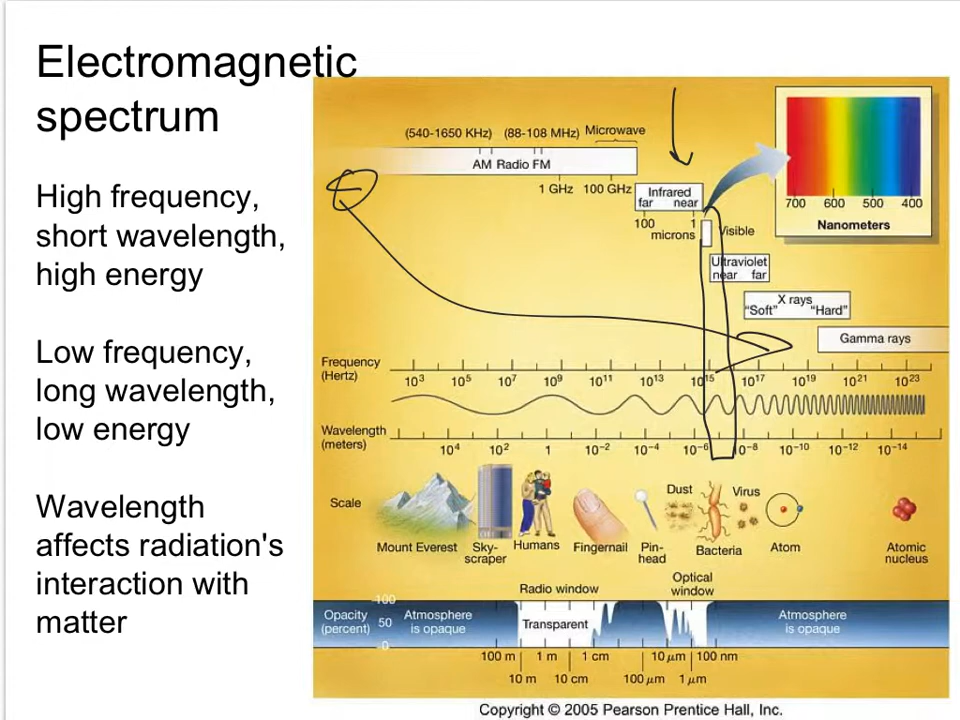 Electromagnetic
spectrum
High frequency,
short wavelength,
high energy
Low frequency,
long wavelength,
low energy
Wavelength
affects radiation's
interaction with
matter
(540-1650 KHz) (88-108 MHz) Microwave
AM Radio FM
1 GHz 100 GHz
Infrared
far near
100 1
microns
Visible
700 600 500 400
Nanometers
Ultraviolet
near far
X rays
"Soft" "Hard"
Gamma rays
Frequency
(Hertz)
10³ 10⁵ 10⁷ 10⁹ 10¹¹ 10¹³ 10¹⁵ 10¹⁷ 10¹⁹ 10²¹ 10²³
Wavelength
(meters)
10⁴ 10² 1 10⁻² 10⁻⁴ 10⁻⁶ 10⁻⁸ 10⁻¹⁰ 10⁻¹² 10⁻¹⁴
Scale
Mount Everest
Sky-
scraper
Humans
Fingernail
Pin-
head
Dust
Bacteria
Virus
Atom
Atomic
nucleus
Radio window
Optical
window
Opacity
(percent)
100
50
0
Atmosphere
is opaque
Transparent
Atmosphere
is opaque
100 m 1 m 1 cm 10 μm 100 nm
10 m 10 cm 100 μm 1 μm
Copyright © 2005 Pearson Prentice Hall, Inc.